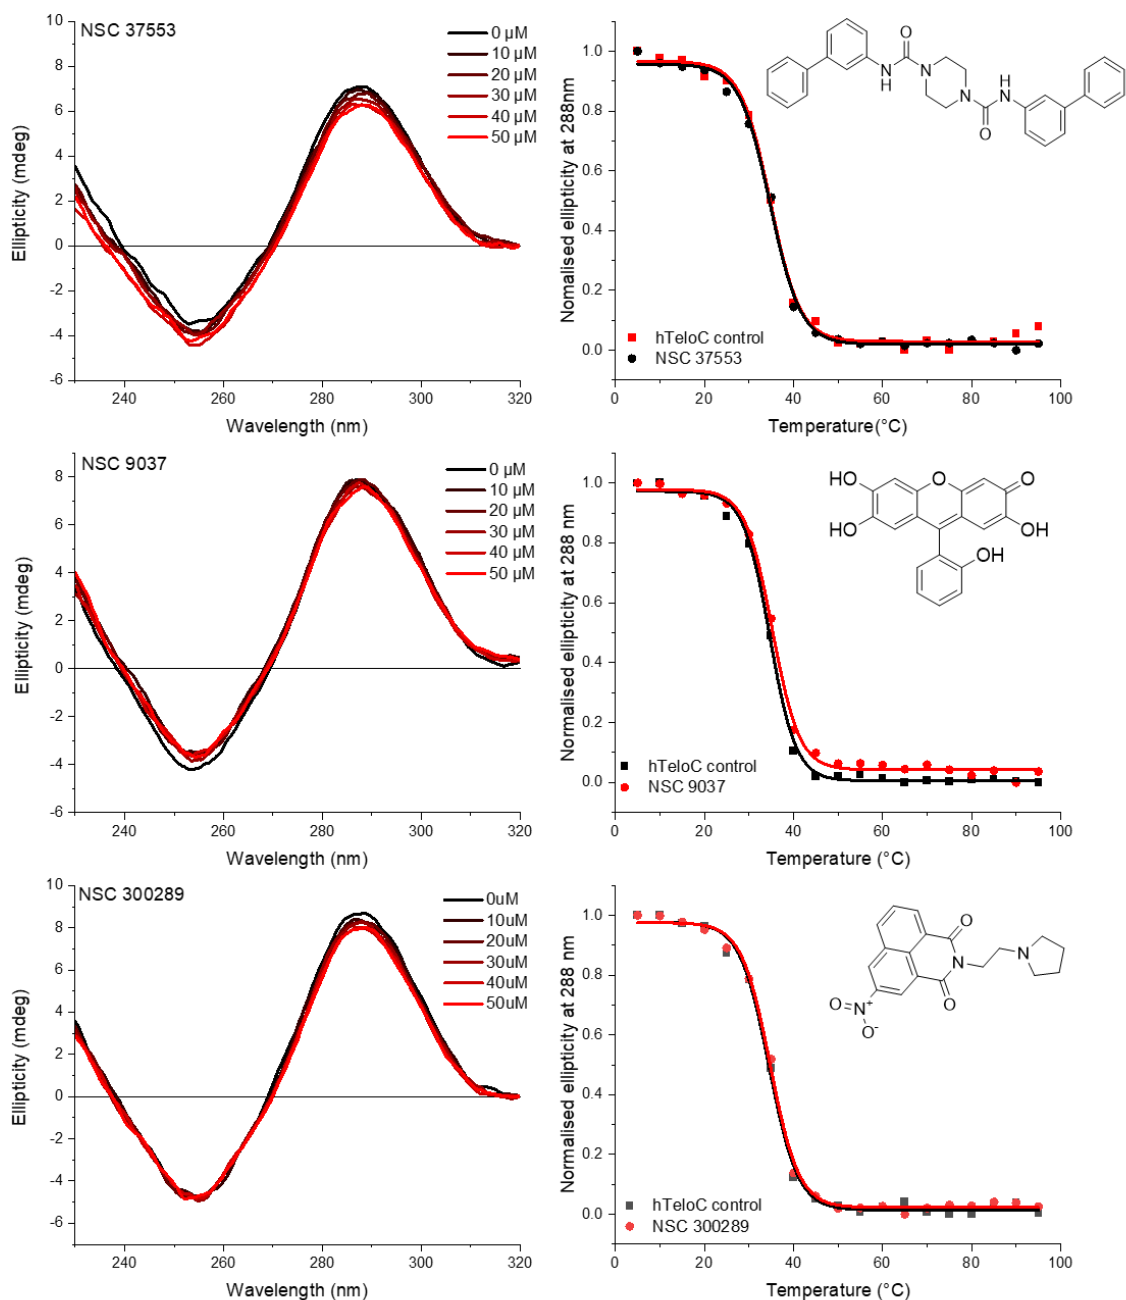 NSC 37553
0 µM
10 µM
20 µM
30 µM
40 µM
50 µM
Ellipticity (mdeg)
10
8
6
4
2
0
-2
-4
-6
240
260
280
300
320
Wavelength (nm)
Nomalised ellipticity at 288nm
1.0
0.8
0.6
0.4
0.2
0.0
hTeloC control
NSC 37553
O
N
H
N
N
O
H
N
0
20
40
60
80
100
Temperature(°C)
NSC 9037
0 µM
10 µM
20 µM
30 µM
40 µM
50 µM
Ellipticity (mdeg)
8
6
4
2
0
-2
-4
-6
240
260
280
300
320
Wavelength (nm)
Normalised ellipticity at 288 nm
1.0
0.8
0.6
0.4
0.2
0.0
HO
O
O
HO
OH
OH
hTeloC control
NSC 9037
0
20
40
60
80
100
Temperature (°C)
NSC 300289
0uM
10uM
20uM
30uM
40uM
50uM
Ellipticity (mdeg)
10
8
6
4
2
0
-2
-4
-6
240
260
280
300
320
Wavelength (nm)
Normalised ellipticity at 288 nm
1.0
0.8
0.6
0.4
0.2
0.0
O
N
N
O
O
N+
O-
hTeloC control
NSC 300289
0
20
40
60
80
100
Temperature (°C)